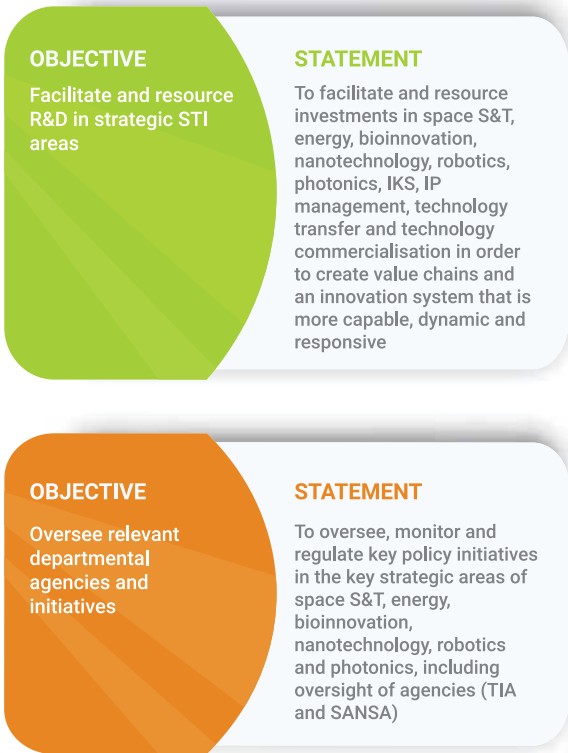 OBJECTIVE
Facilitate and resource
R&D in strategic STI
areas
STATEMENT
To facilitate and resource
investments in space S&T,
energy, bioinnovation,
nanotechnology, robotics,
photonics, IKS, IP
management, technology
transfer and technology
commercialisation in order
to create value chains and
an innovation system that is
more capable, dynamic and
responsive
OBJECTIVE
Oversee relevant
departmental
agencies and
initiatives
STATEMENT
To oversee, monitor and
regulate key policy initiatives
in the key strategic areas of
space S&T, energy,
bioinnovation,
nanotechnology, robotics
and photonics, including
oversight of agencies (TIA
and SANSA)